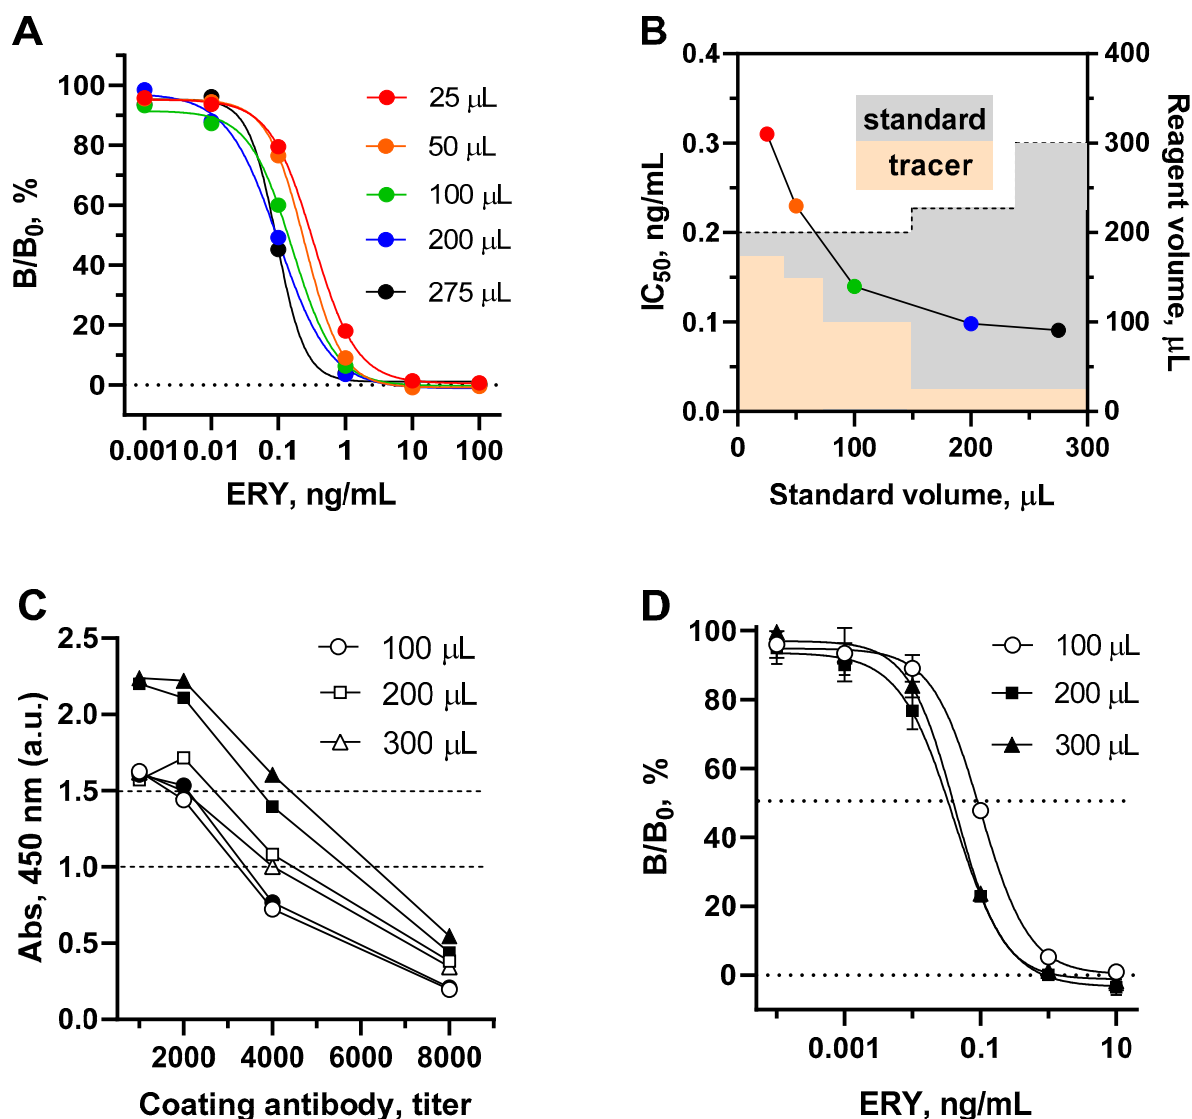 A
100
80
60
40
20
0
B/B0, %
0.001 0.01 0.1 1 10 100
ERY, ng/mL
25 μL
50 μL
100 μL
200 μL
275 μL
B
0.4
0.3
0.2
0.1
0.0
IC50, ng/mL
standard
tracer
400
300
200
100
0
Reagent volume, μL
0 100 200 300
Standard volume, μL
C
2.5
2.0
1.5
1.0
0.5
0.0
Abs, 450 nm (a.u.)
100 μL
200 μL
300 μL
2000 4000 6000 8000
Coating antibody, titer
D
100
80
60
40
20
0
B/B0, %
100 μL
200 μL
300 μL
0.001 0.1 10
ERY, ng/mL